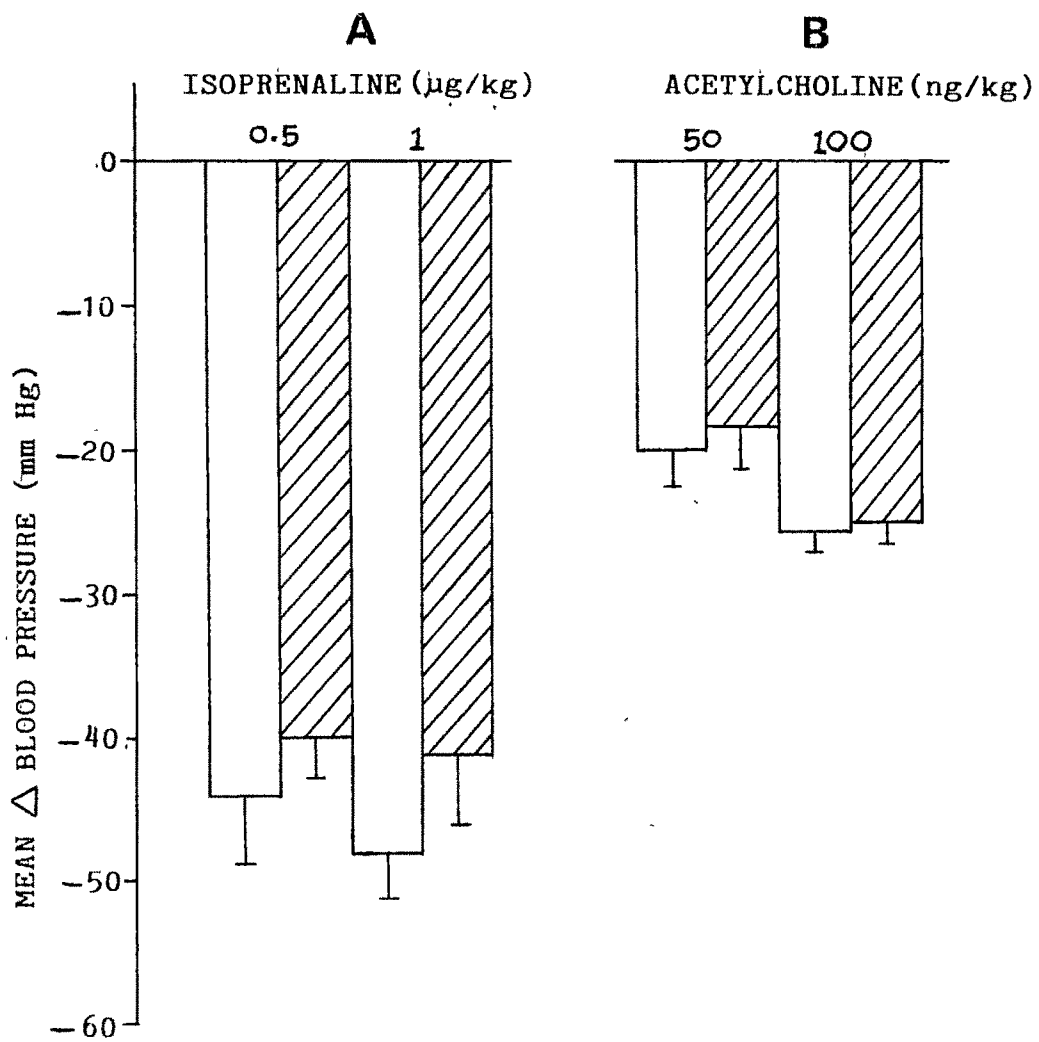 A
B
ISOPRENALINE (µg/kg)
ACETYLCHOLINE (ng/kg)
0.5
1
50
100
0
-10
-20
-30
-40
-50
-60
MEAN △ BLOOD PRESSURE (mm Hg)